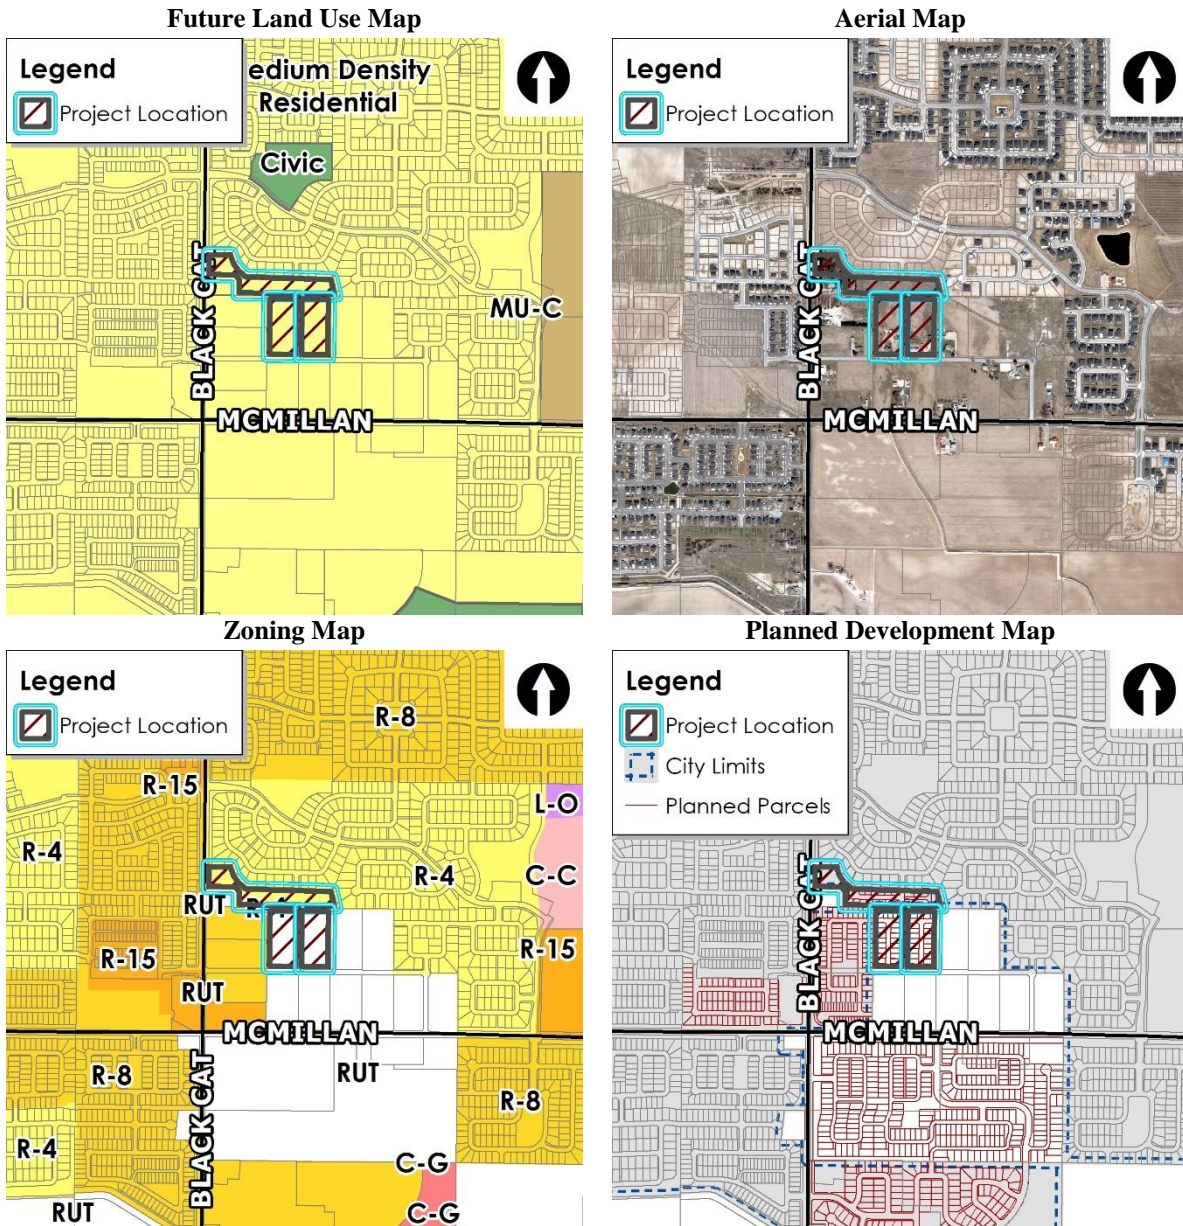 Future Land Use Map
Legend
Project Location
edium Density
Residential
Civic
MU-C
BLACK CAT
MCMILLAN
Aerial Map
Legend
Project Location
BLACK CAT
MCMILLAN
Zoning Map
Legend
Project Location
R-8
R-15
L-O
R-4
R-4
C-C
RUT
R-15
R-15
RUT
MCMILLAN
RUT
R-8
R-8
BLACK CAT
R-4
C-G
RUT
C-G
Planned Development Map
Legend
Project Location
City Limits
Planned Parcels
BLACK CAT
MCMILLAN